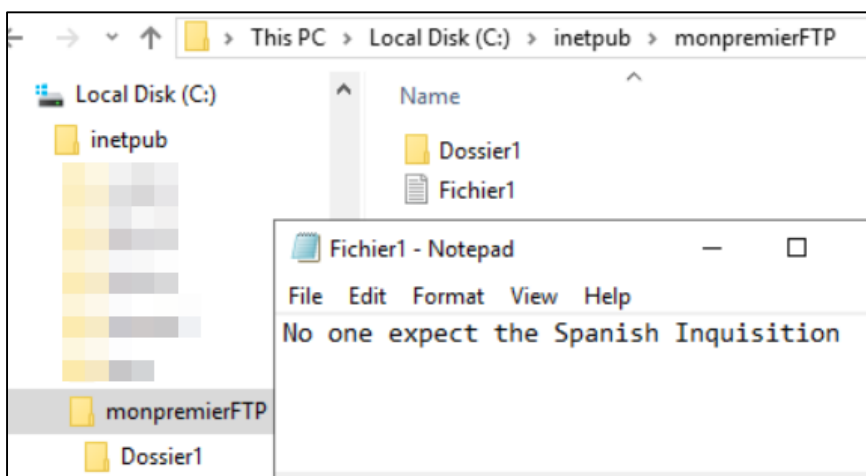 This PC > Local Disk (C:) > inetpub > monpremierFTP
Local Disk (C:)
Name
inetpub
Dossier1
Fichier1
Fichier1 - Notepad
File Edit Format View Help
No one expect the Spanish Inquisition
monpremierFTP
Dossier1